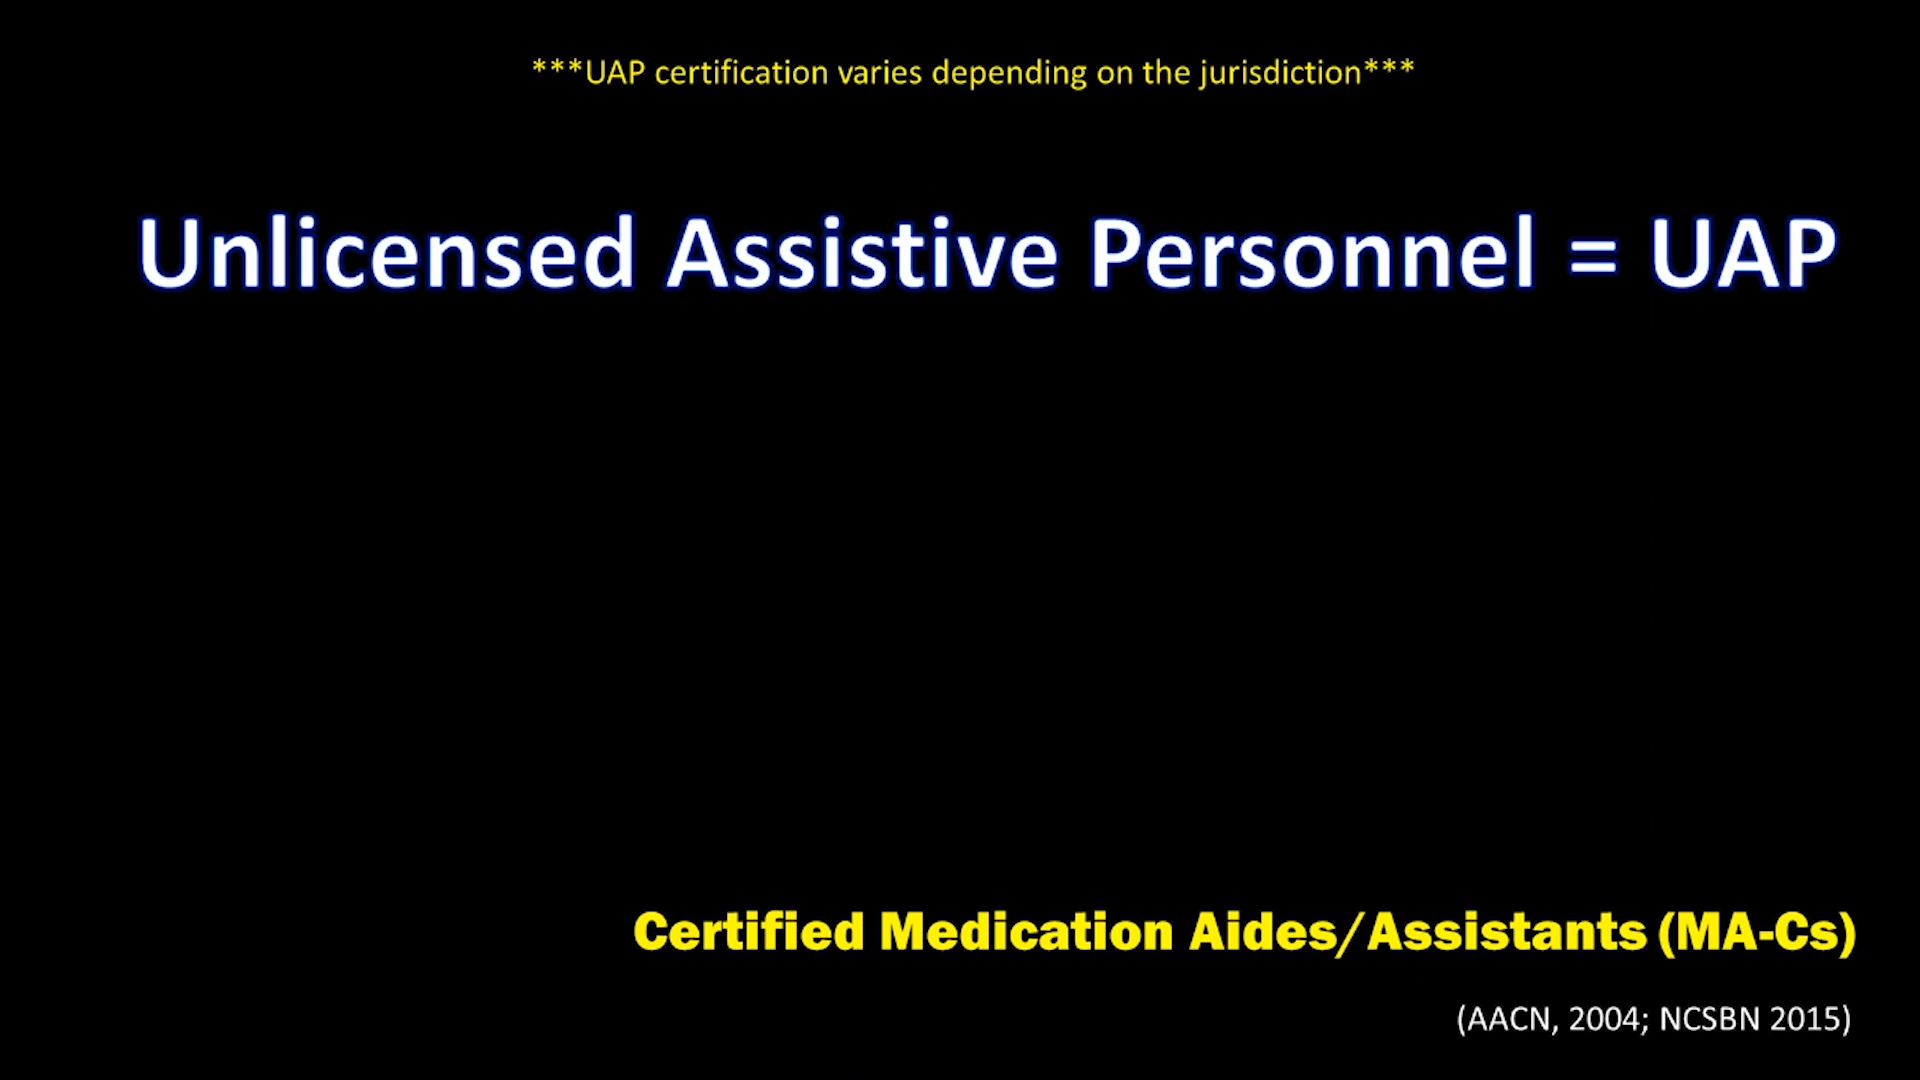 ***UAP certification varies depending on the jurisdiction***
Unlicensed Assistive Personnel = UAP
Certified Medication Aides/Assistants (MA-Cs)
(AACN, 2004; NCSBN 2015)